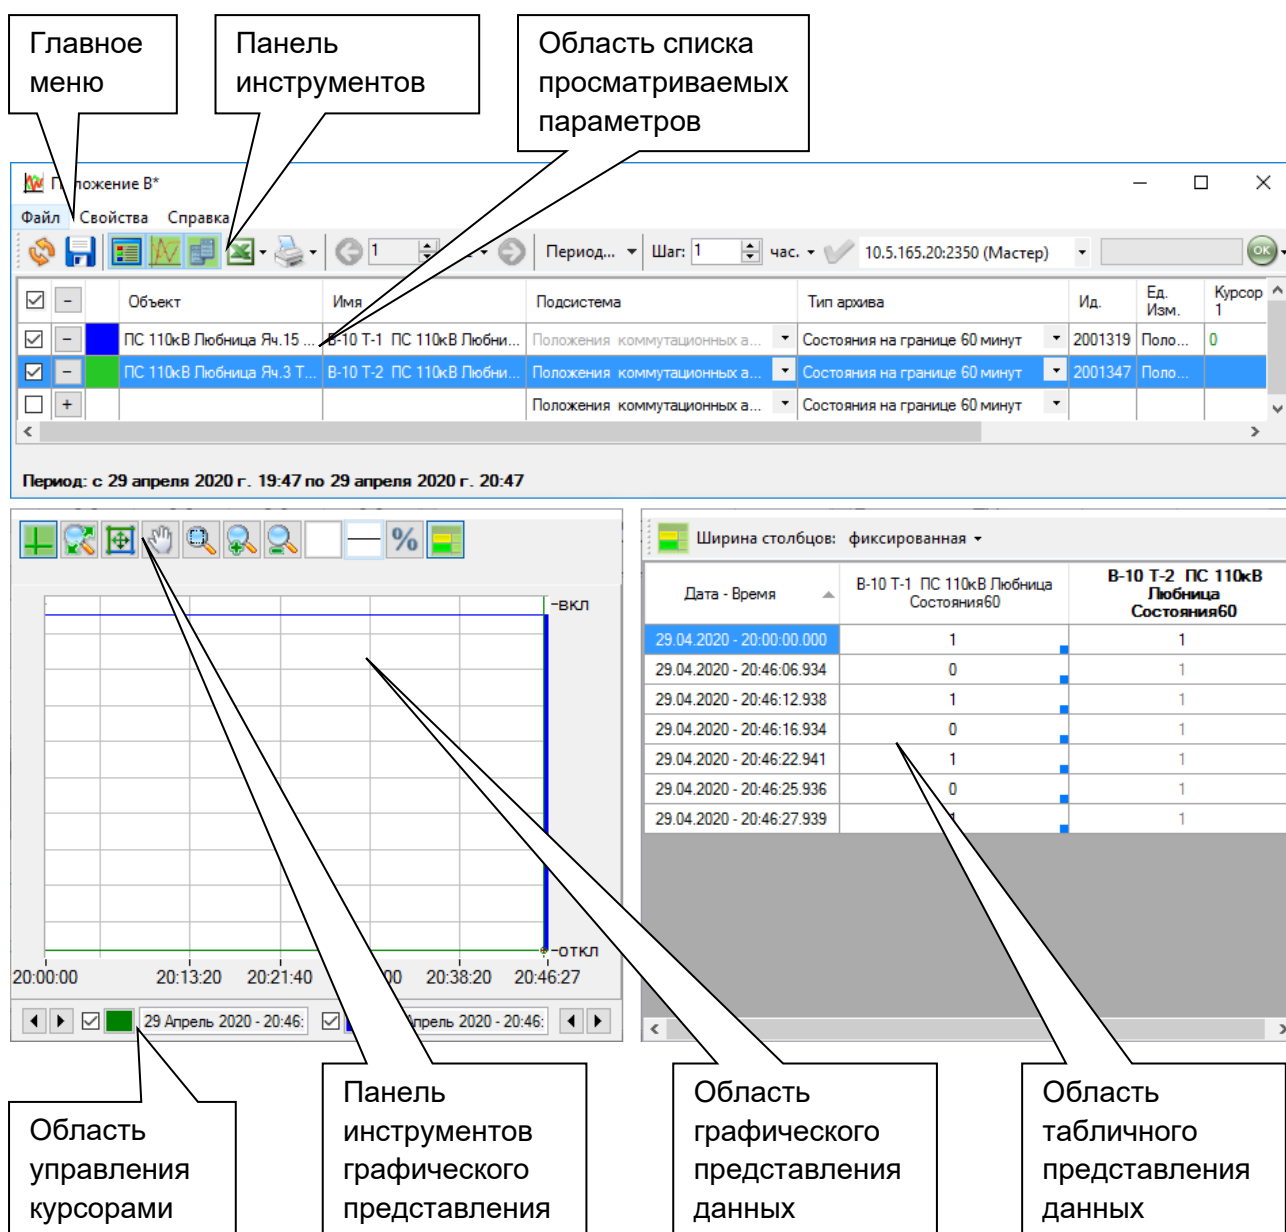 Главное
меню
Панель
инструментов
Область списка
просматриваемых
параметров
ожение В*
Файл Свойства Справка
1 Период... Шаг: 1 час. 10.5.165.20:2350 (Мастер) OK
Объект Имя Подсистема Тип архива Ид. Ед. Изм. Курсор 1
ПС 110кВ Любница Яч.15 ... В-10 Т-1 ПС 110кВ Любни... Положения коммутационных а... Состояния на границе 60 минут 2001319 Поло... 0
ПС 110кВ Любница Яч.3 Т... В-10 Т-2 ПС 110кВ Любни... Положения коммутационных а... Состояния на границе 60 минут 2001347 Поло...
Положения коммутационных а... Состояния на границе 60 минут
Период: с 29 апреля 2020 г. 19:47 по 29 апреля 2020 г. 20:47
%
вкл
откл
20:00:00 20:13:20 20:21:40 00 20:38:20 20:46:27
29 Апрель 2020 - 20:46: прель 2020 - 20:46:
Ширина столбцов: фиксированная
Дата - Время
В-10 Т-1 ПС 110кВ Любница
Состояния60
В-10 Т-2 ПС 110кВ
Любница
Состояния60
29.04.2020 - 20:00:00.000 1 1
29.04.2020 - 20:46:06.934 0 1
29.04.2020 - 20:46:12.938 1 1
29.04.2020 - 20:46:16.934 0 1
29.04.2020 - 20:46:22.941 1 1
29.04.2020 - 20:46:25.936 0 1
29.04.2020 - 20:46:27.939 1 1
Область
управления
курсорами
Панель
инструментов
графического
представления
Область
графического
представления
данных
Область
табличного
представления
данных